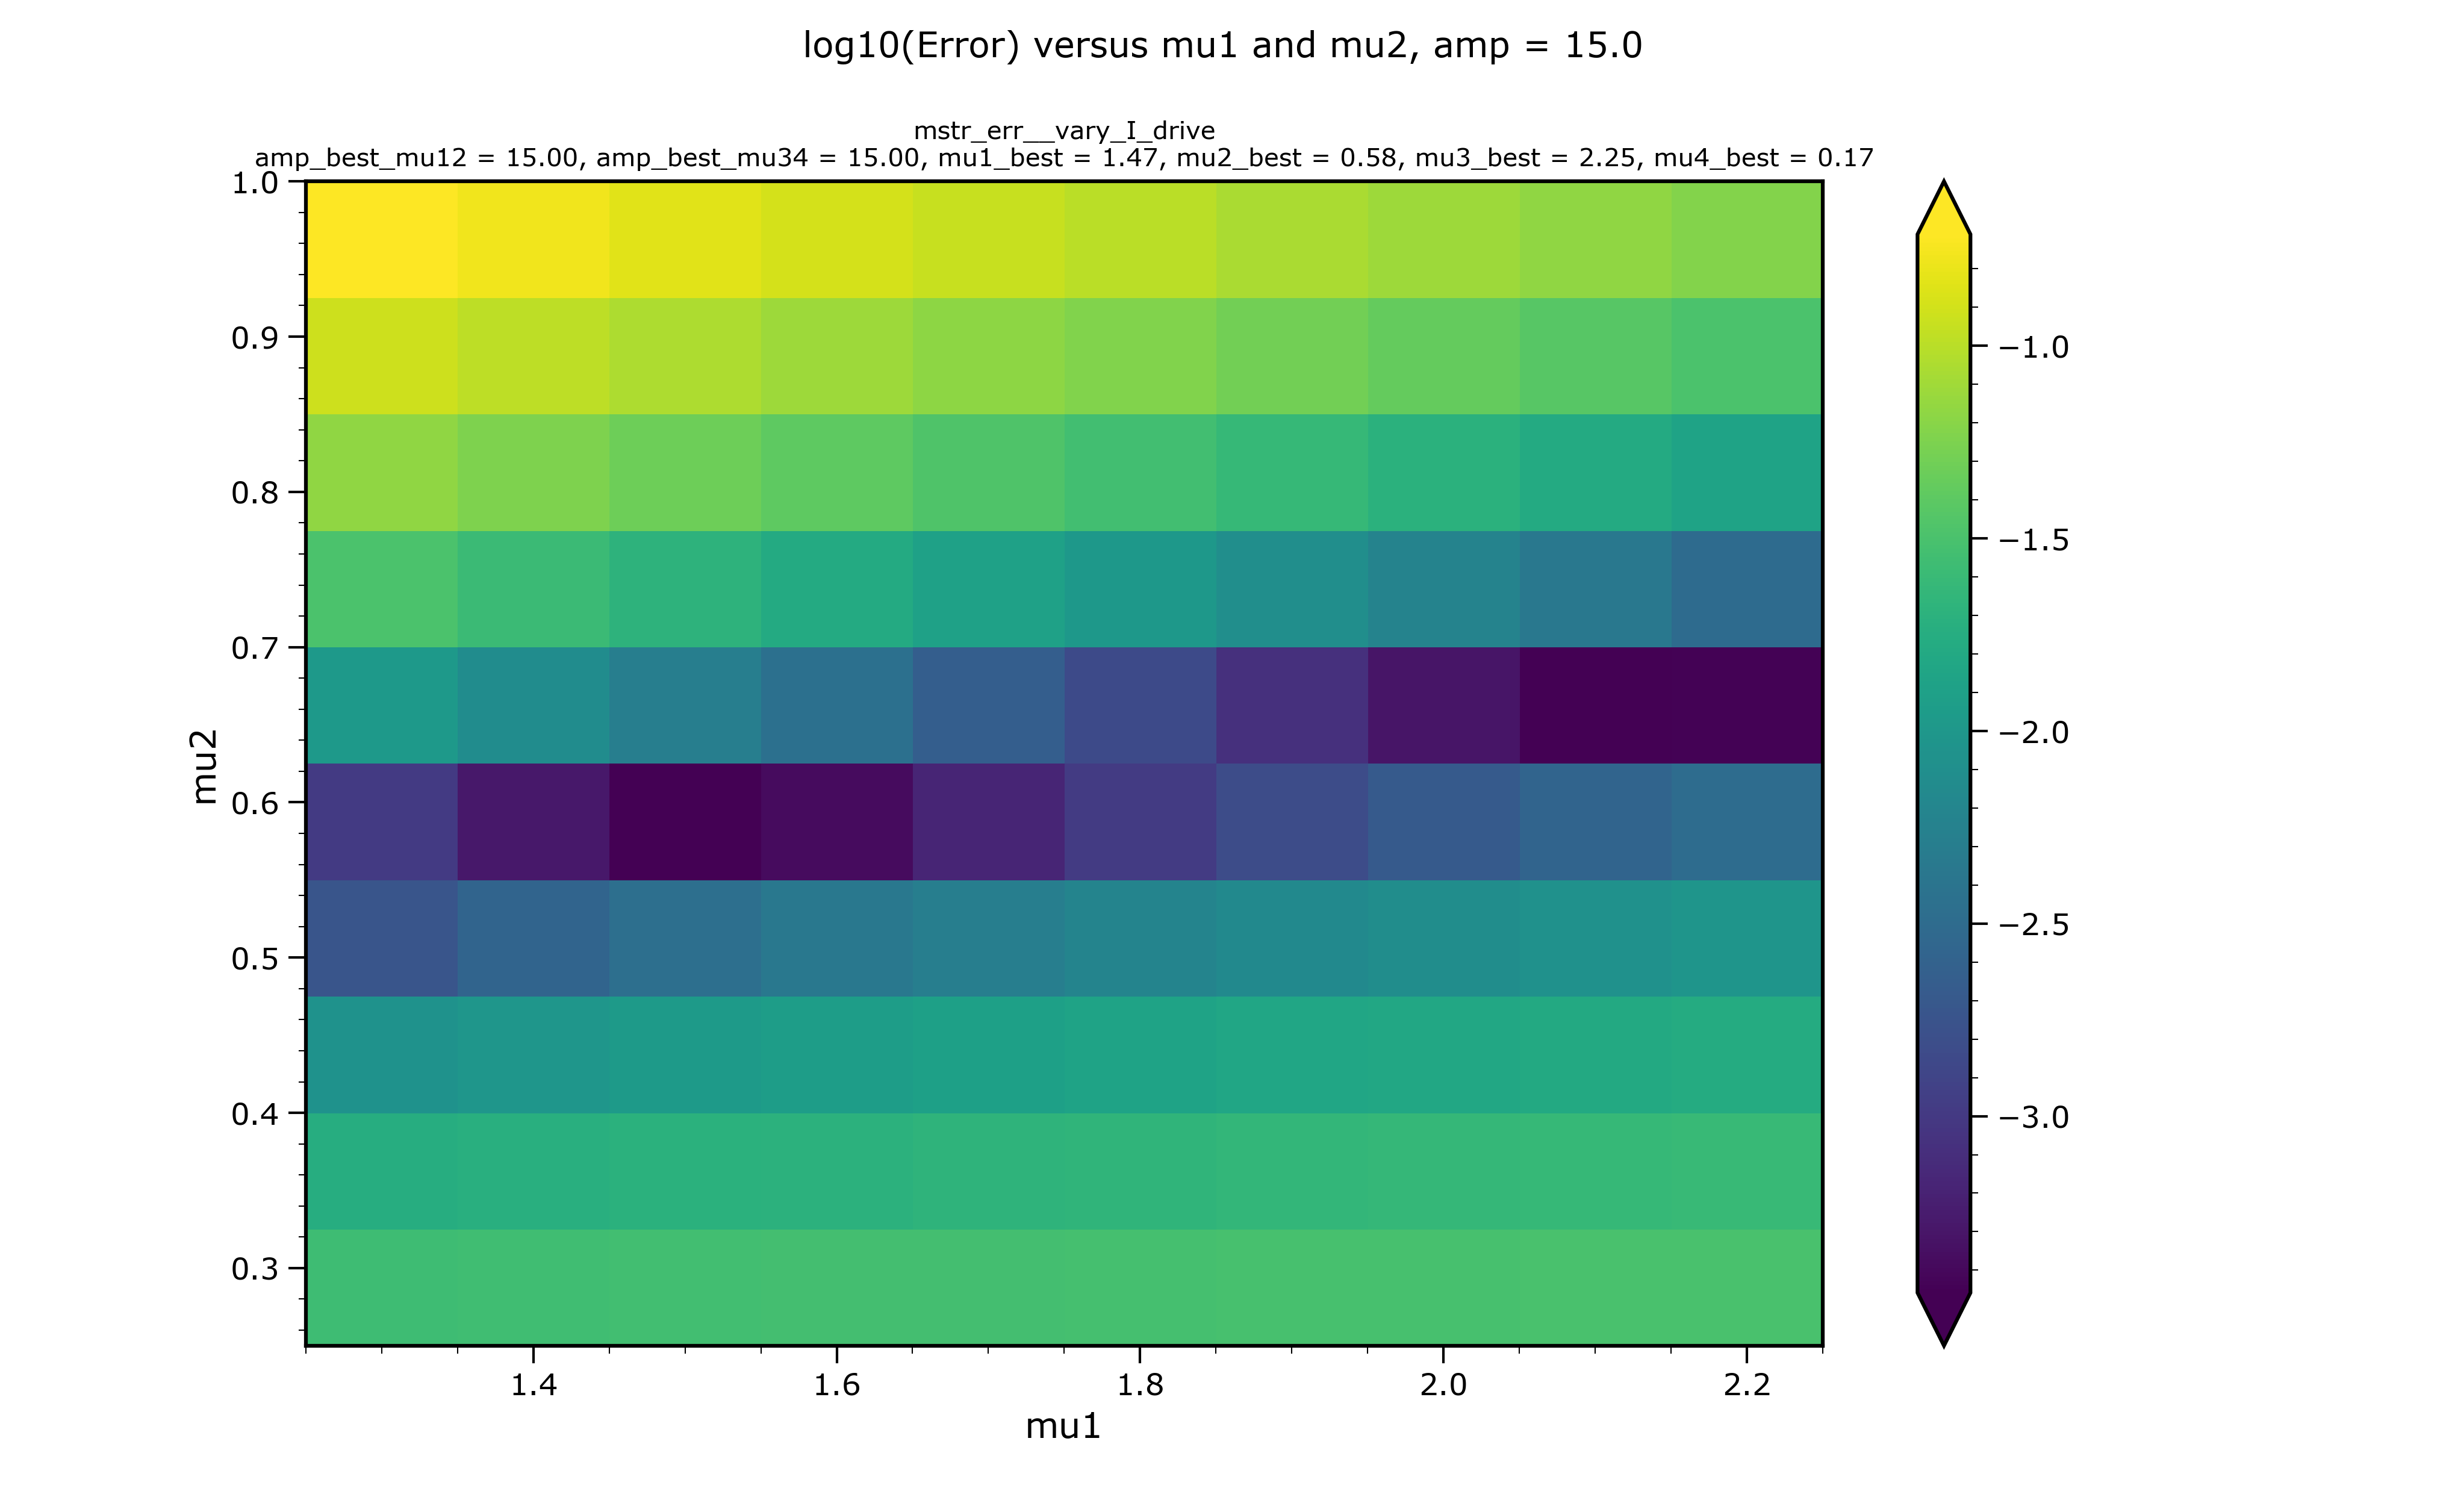 log10(Error) versus mu1 and mu2, amp = 15.0
mstr_err__vary_I_drive
amp_best_mu12 = 15.00, amp_best_mu34 = 15.00, mu1_best = 1.47, mu2_best = 0.58, mu3_best = 2.25, mu4_best = 0.17
1.0
0.9
0.8
0.7
0.6
0.5
0.4
0.3
mu2
1.4 1.6 1.8 2.0 2.2
mu1
−1.0
−1.5
−2.0
−2.5
−3.0